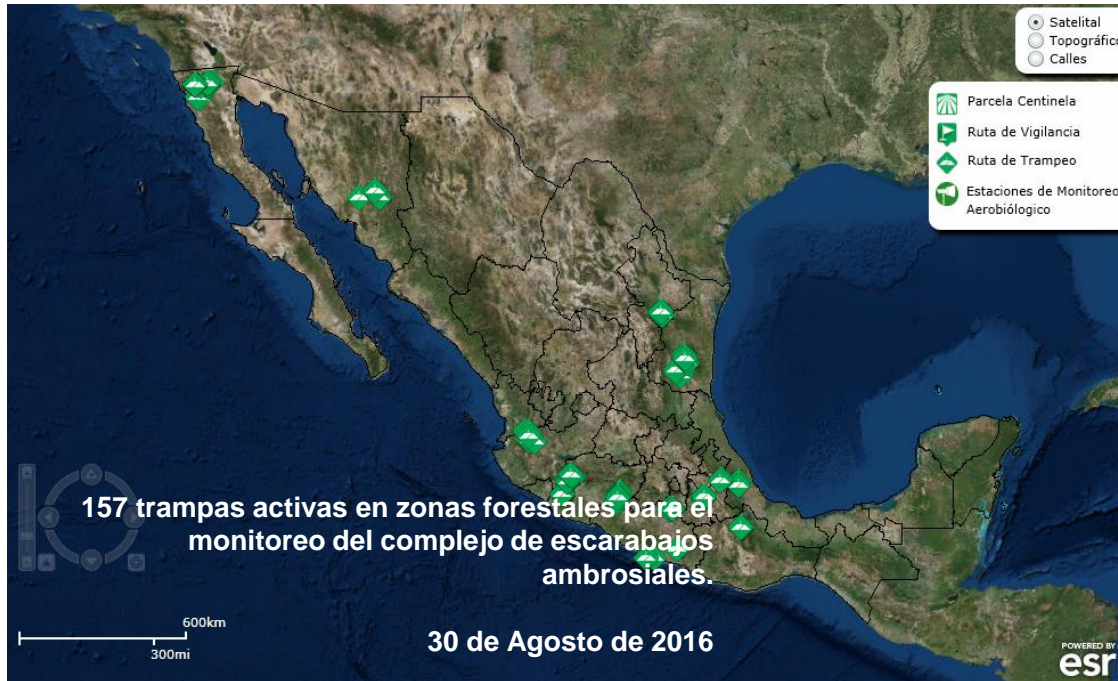 Satelital
Topográfico
Calles
Parcela Centinela
Ruta de Vigilancia
Ruta de Trampeo
Estaciones de Monitoreo
Aerobiólogico
157 trampas activas en zonas forestales para el
monitoreo del complejo de escarabajos
ambrosiales.
30 de Agosto de 2016
600km
300mi
POWERED BY
esri